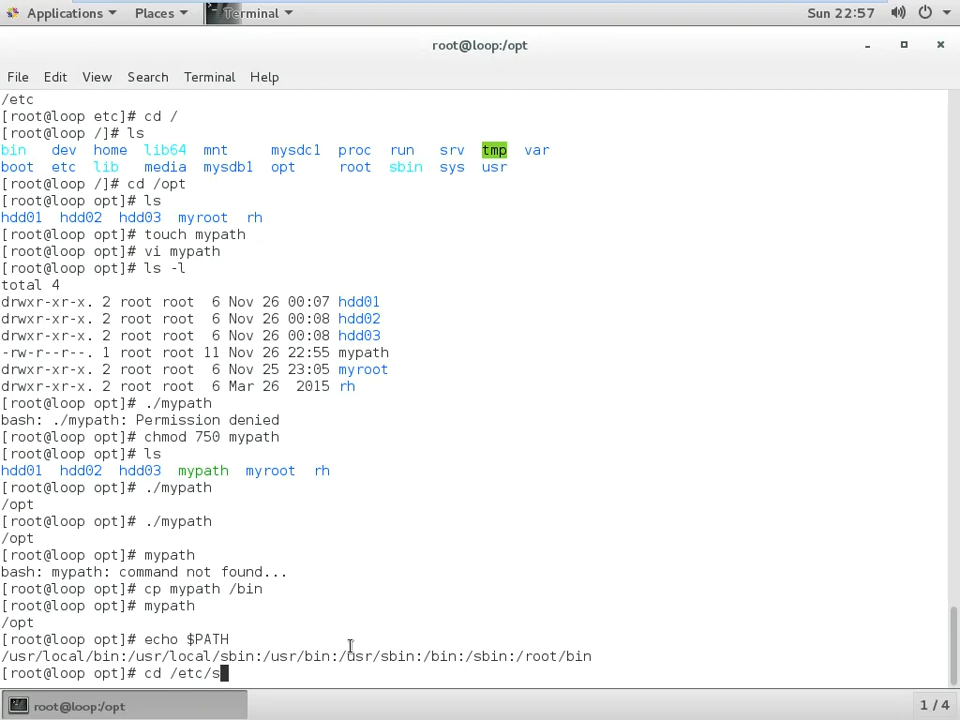 Applications Places Terminal Sun 22:57
root@loop:/opt
File Edit View Search Terminal Help
/etc
[root@loop etc]# cd /
[root@loop /]# ls
bin dev home lib64 mnt mysdc1 proc run srv tmp var
boot etc lib media mysdb1 opt root sbin sys usr
[root@loop /]# cd /opt
[root@loop opt]# ls
hdd01 hdd02 hdd03 myroot rh
[root@loop opt]# touch mypath
[root@loop opt]# vi mypath
[root@loop opt]# ls -l
total 4
drwxr-xr-x. 2 root root 6 Nov 26 00:07 hdd01
drwxr-xr-x. 2 root root 6 Nov 26 00:08 hdd02
drwxr-xr-x. 2 root root 6 Nov 26 00:08 hdd03
-rw-r--r--. 1 root root 11 Nov 26 22:55 mypath
drwxr-xr-x. 2 root root 6 Nov 25 23:05 myroot
drwxr-xr-x. 2 root root 6 Mar 26 2015 rh
[root@loop opt]# ./mypath
bash: ./mypath: Permission denied
[root@loop opt]# chmod 750 mypath
[root@loop opt]# ls
hdd01 hdd02 hdd03 mypath myroot rh
[root@loop opt]# ./mypath
/opt
[root@loop opt]# ./mypath
/opt
[root@loop opt]# mypath
bash: mypath: command not found...
[root@loop opt]# cp mypath /bin
[root@loop opt]# mypath
/opt
[root@loop opt]# echo $PATH
/usr/local/bin:/usr/local/sbin:/usr/bin:/usr/sbin:/bin:/sbin:/root/bin
[root@loop opt]# cd /etc/s
root@loop:/opt 1 / 4